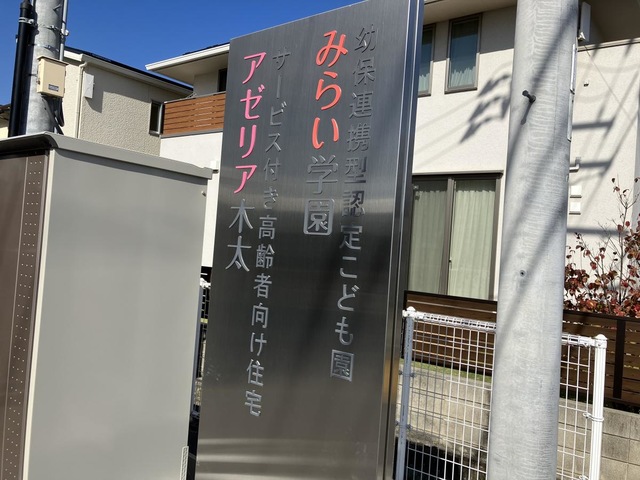 幼保連携型認定こども園
みらい学園
サービス付き高齢者向け住宅
アゼリア木太